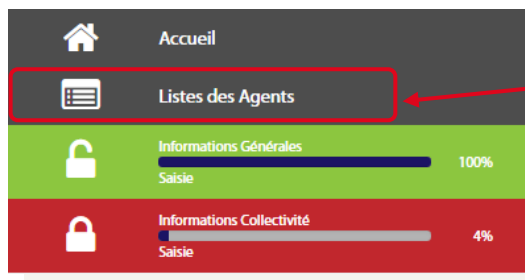 Accueil
Listes des Agents
Informations Générales
100%
Saisie
Informations Collectivité
4%
Saisie